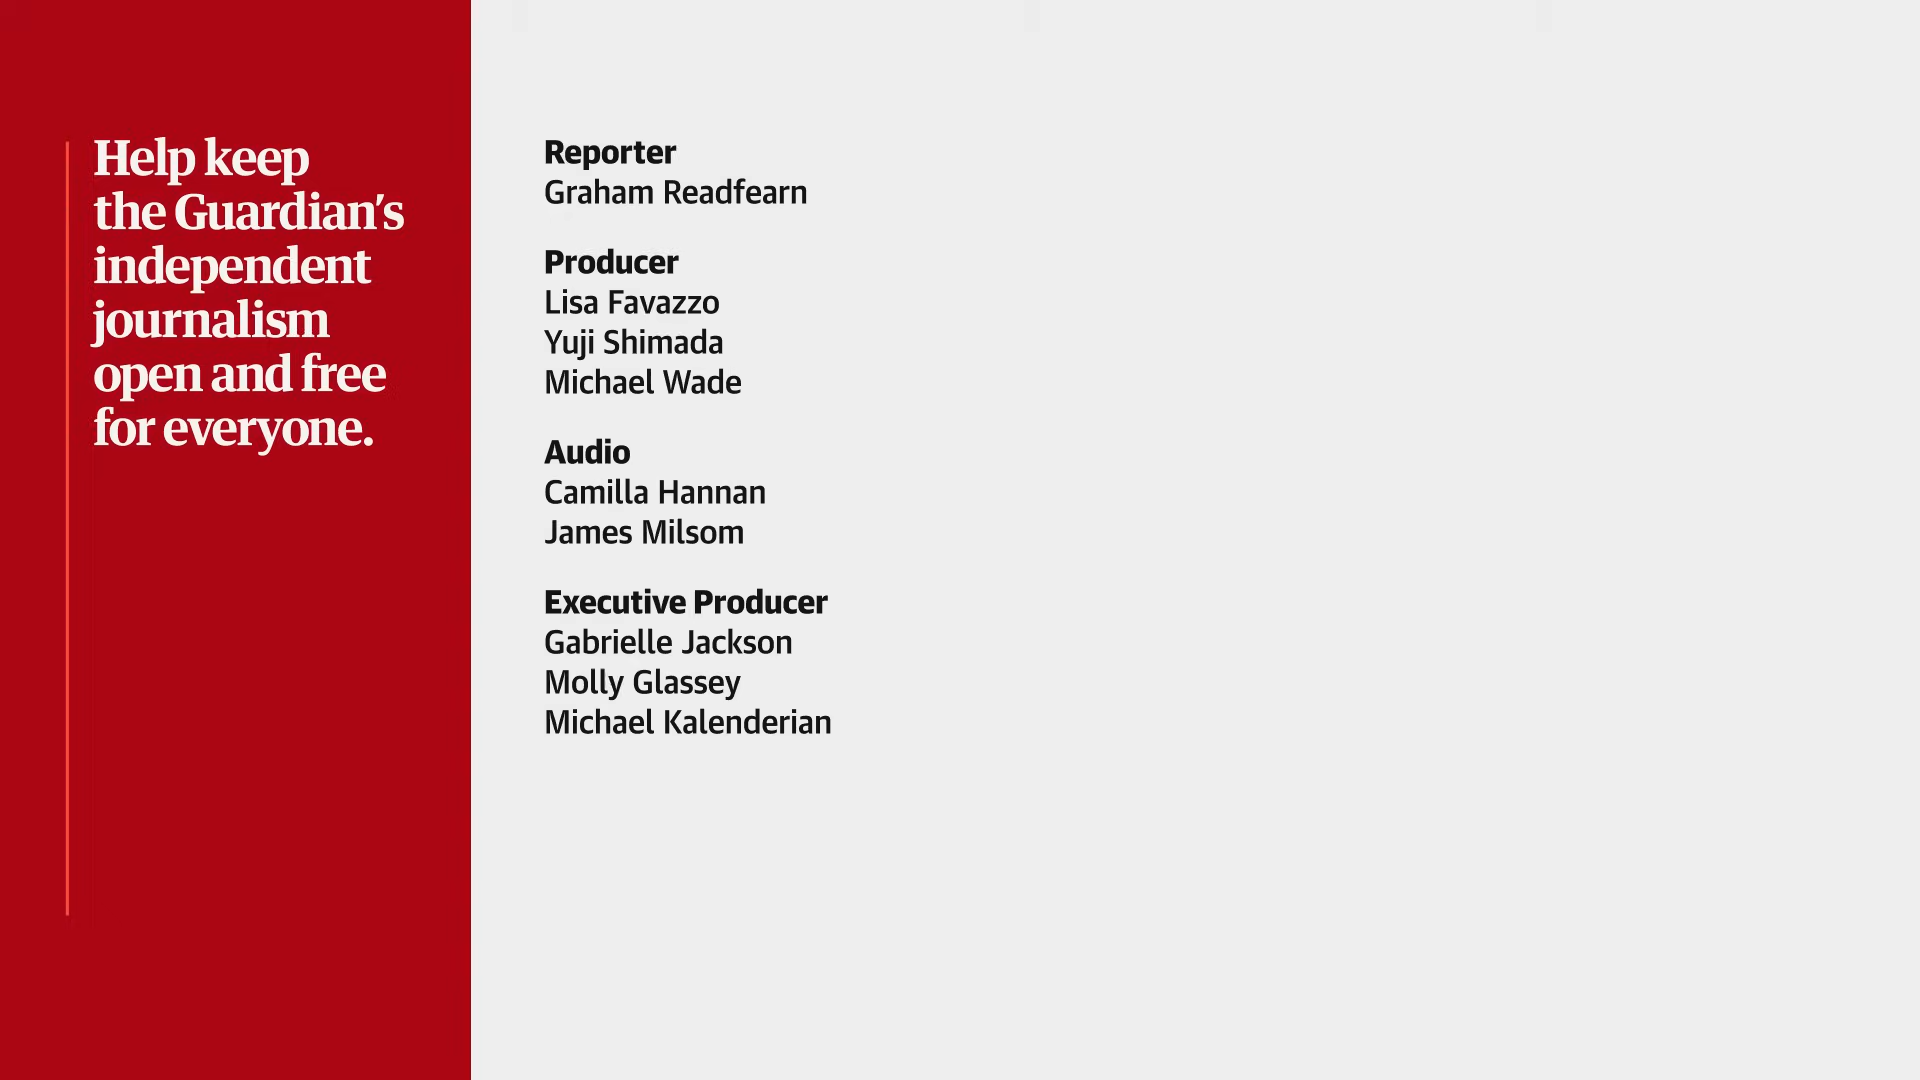 Help keep
the Guardian’s
independent
journalism
open and free
for everyone.
Reporter
Graham Readfearn
Producer
Lisa Favazzo
Yuji Shimada
Michael Wade
Audio
Camilla Hannan
James Milsom
Executive Producer
Gabrielle Jackson
Molly Glassey
Michael Kalenderian